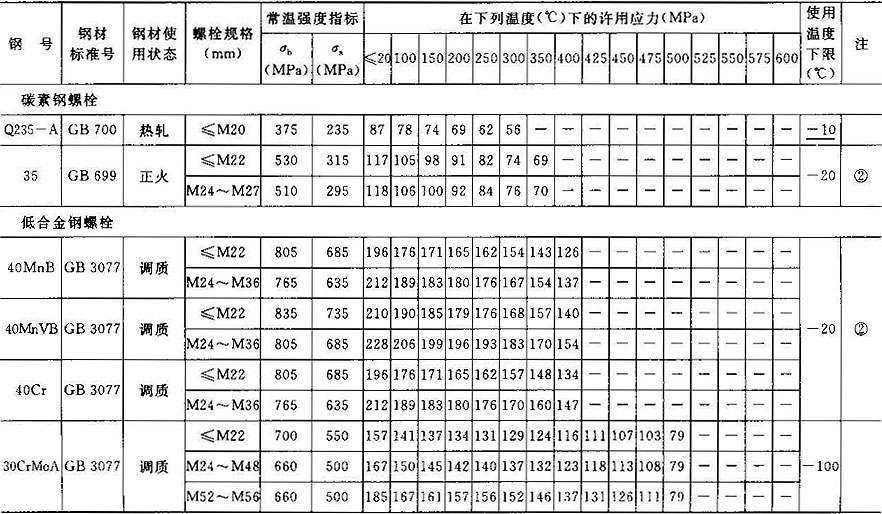 钢 号 钢材标准号 钢材使用状态 螺栓规格(mm) 常温强度指标 在下列温度(℃)下的许用应力(MPa) 使用温度下限(℃) 注
σb(MPa) σs(MPa) ≤20 100 150 200 250 300 350 400 425 450 475 500 525 550 575 600
碳素钢螺栓
Q235-A GB 700 热轧 ≤M20 375 235 87 78 74 69 62 56 — — — — — — — — — — -10
35 GB 699 正火 ≤M22 530 315 117 105 98 91 82 74 69 — — — — — — — — — -20 ②
M24~M27 510 295 118 106 100 92 84 76 70 — — — — — — — — —
低合金钢螺栓
40MnB GB 3077 调质 ≤M22 805 685 196 176 171 165 162 154 143 126 — — — — — — — — -20 ②
M24~M36 765 635 212 189 183 180 176 167 154 137 — — — — — — — —
40MnVB GB 3077 调质 ≤M22 835 735 210 190 185 179 176 168 157 140 — — — — — — — —
M24~M36 805 685 228 206 199 196 193 183 170 154 — — — — — — — —
40Cr GB 3077 调质 ≤M22 805 685 196 176 171 165 162 157 148 134 — — — — — — — —
M24~M36 765 635 212 189 183 180 176 170 160 147 — — — — — — — —
30CrMoA GB 3077 调质 ≤M22 700 550 157 141 137 134 131 129 124 116 111 107 103 79 — — — — -100
M24~M48 660 500 167 150 145 142 140 137 132 123 118 113 108 79 — — — —
M52~M56 660 500 185 167 161 157 156 152 146 137 131 126 111 79 — — — —